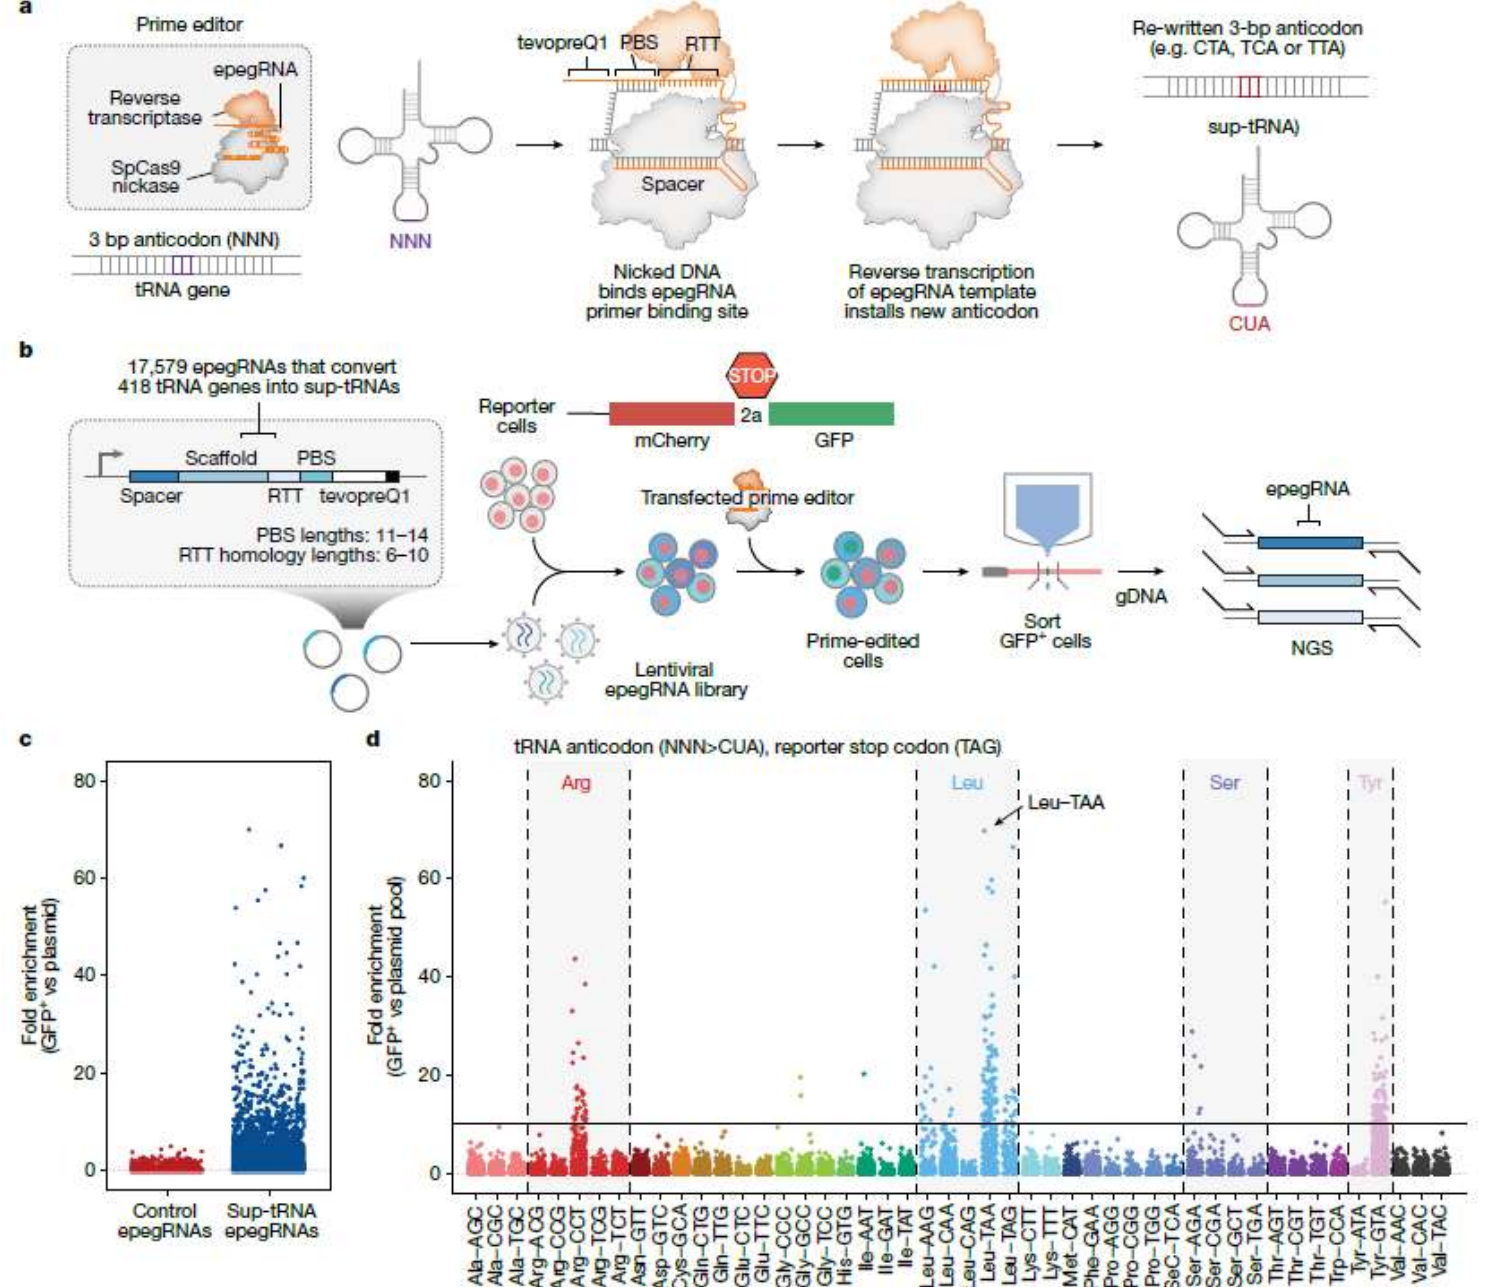 a
Prime editor
epegRNA
Reverse
transcriptase
SpCas9
nickase
3 bp anticodon (NNN)
tRNA gene
NNN
tevopreQ1 PBS RTT
Spacer
Nicked DNA
binds epegRNA
primer binding site
Reverse transcription
of epegRNA template
installs new anticodon
Re-written 3-bp anticodon
(e.g. CTA, TCA or TTA)
sup-tRNA)
CUA
b
17,579 epegRNAs that convert
418 tRNA genes into sup-tRNAs
Scaffold PBS
Spacer RTT tevopreQ1
PBS lengths: 11–14
RTT homology lengths: 6–10
Reporter
cells
STOP
2a
mCherry GFP
Transfected prime editor
Lentiviral
epegRNA library
Prime-edited
cells
Sort
GFP+ cells
gDNA
epegRNA
NGS
c
Fold enrichment
(GFP+ vs plasmid)
80
60
40
20
0
Control
epegRNAs
Sup-tRNA
epegRNAs
d
tRNA anticodon (NNN>CUA), reporter stop codon (TAG)
Fold enrichment
(GFP+ vs plasmid pool)
80
60
40
20
0
Arg
Leu
Ser
Tyr
Leu–TAA
Ala–AGC
Ala–CGC
Ala–TGC
Arg–ACG
Arg–CCG
Arg–CCT
Arg–TCG
Arg–TCT
Asn–GTT
Asp–GTC
Cys–GCA
Gln–CTG
Gln–TTG
Glu–CTC
Glu–TTC
Gly–CCC
Gly–GCC
Gly–TCC
His–GTG
Ile–AAT
Ile–GAT
Ile–TAT
Leu–AAG
Leu–CAA
Leu–CAG
Leu–TAA
Leu–TAG
Lys–CTT
Lys–TTT
Met–CAT
Phe–GAA
Pro–AGG
Pro–CGG
Pro–TGG
SeC–TCA
Ser–AGA
Ser–CGA
Ser–GCT
Ser–TGA
Thr–AGT
Thr–CGT
Thr–TGT
Trp–CCA
Tyr–ATA
Tyr–GTA
Val–AAC
Val–CAC
Val–TAC